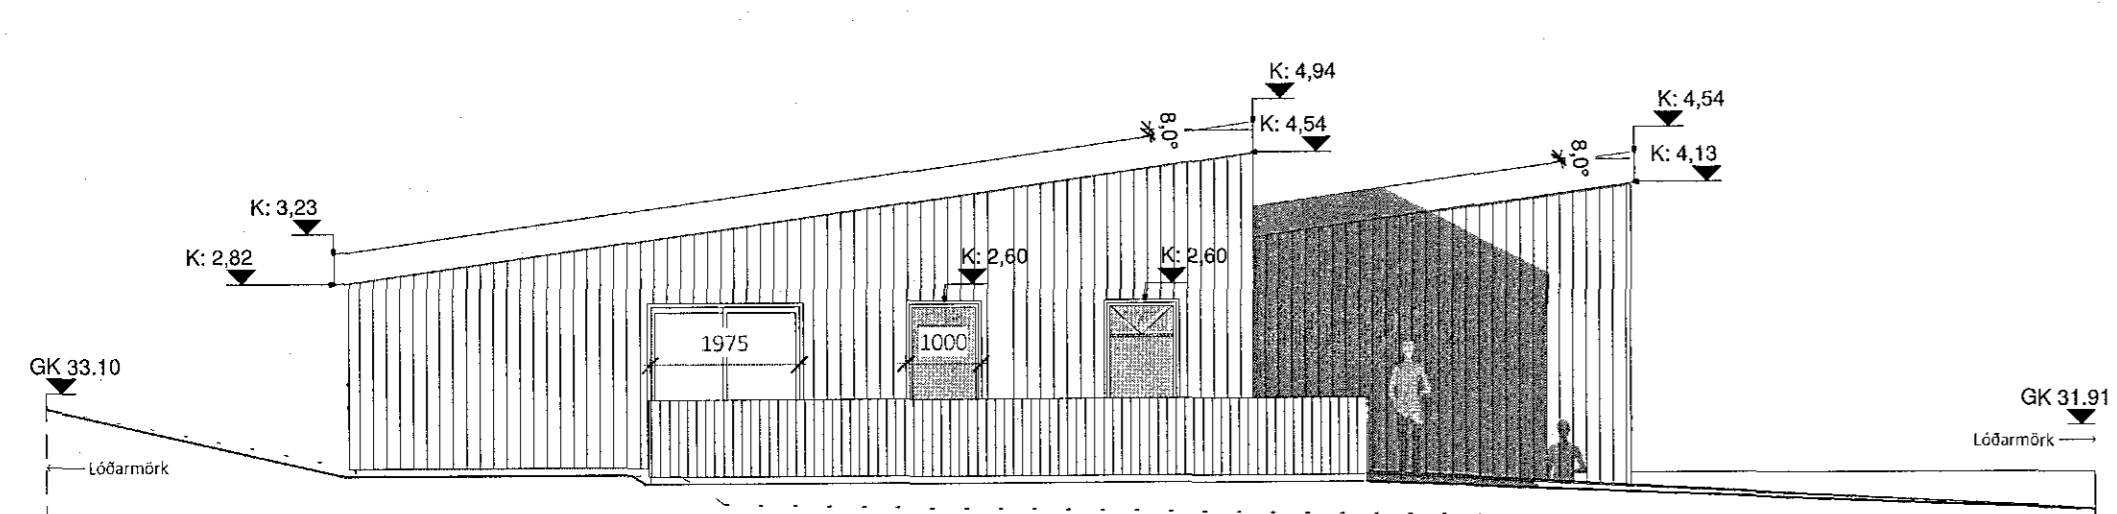 K: 4,94
K: 4,54
8,0°
K: 4,54
8,0°
K: 4,13
K: 3,23
K: 2,82
K: 2,60
K: 2,60
1975
1000
GK 33.10
GK 31.91
Lóðarmörk
Lóðarmörk